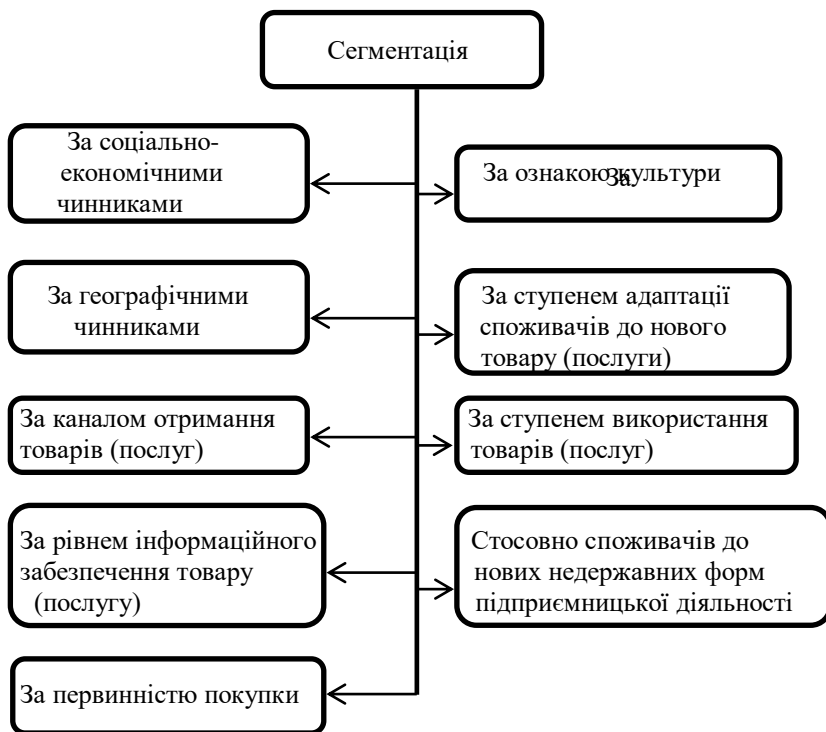 Сегментація
За соціально-
економічними
чинниками
За ознакою культури
За
За географічними
чинниками
За ступенем адаптації
споживачів до нового
товару (послуги)
За каналом отримання
товарів (послуг)
За ступенем використання
товарів (послуг)
За рівнем інформаційного
забезпечення товару
(послугу)
Стосовно споживачів до
нових недержавних форм
підприємницької діяльності
За первинністю покупки